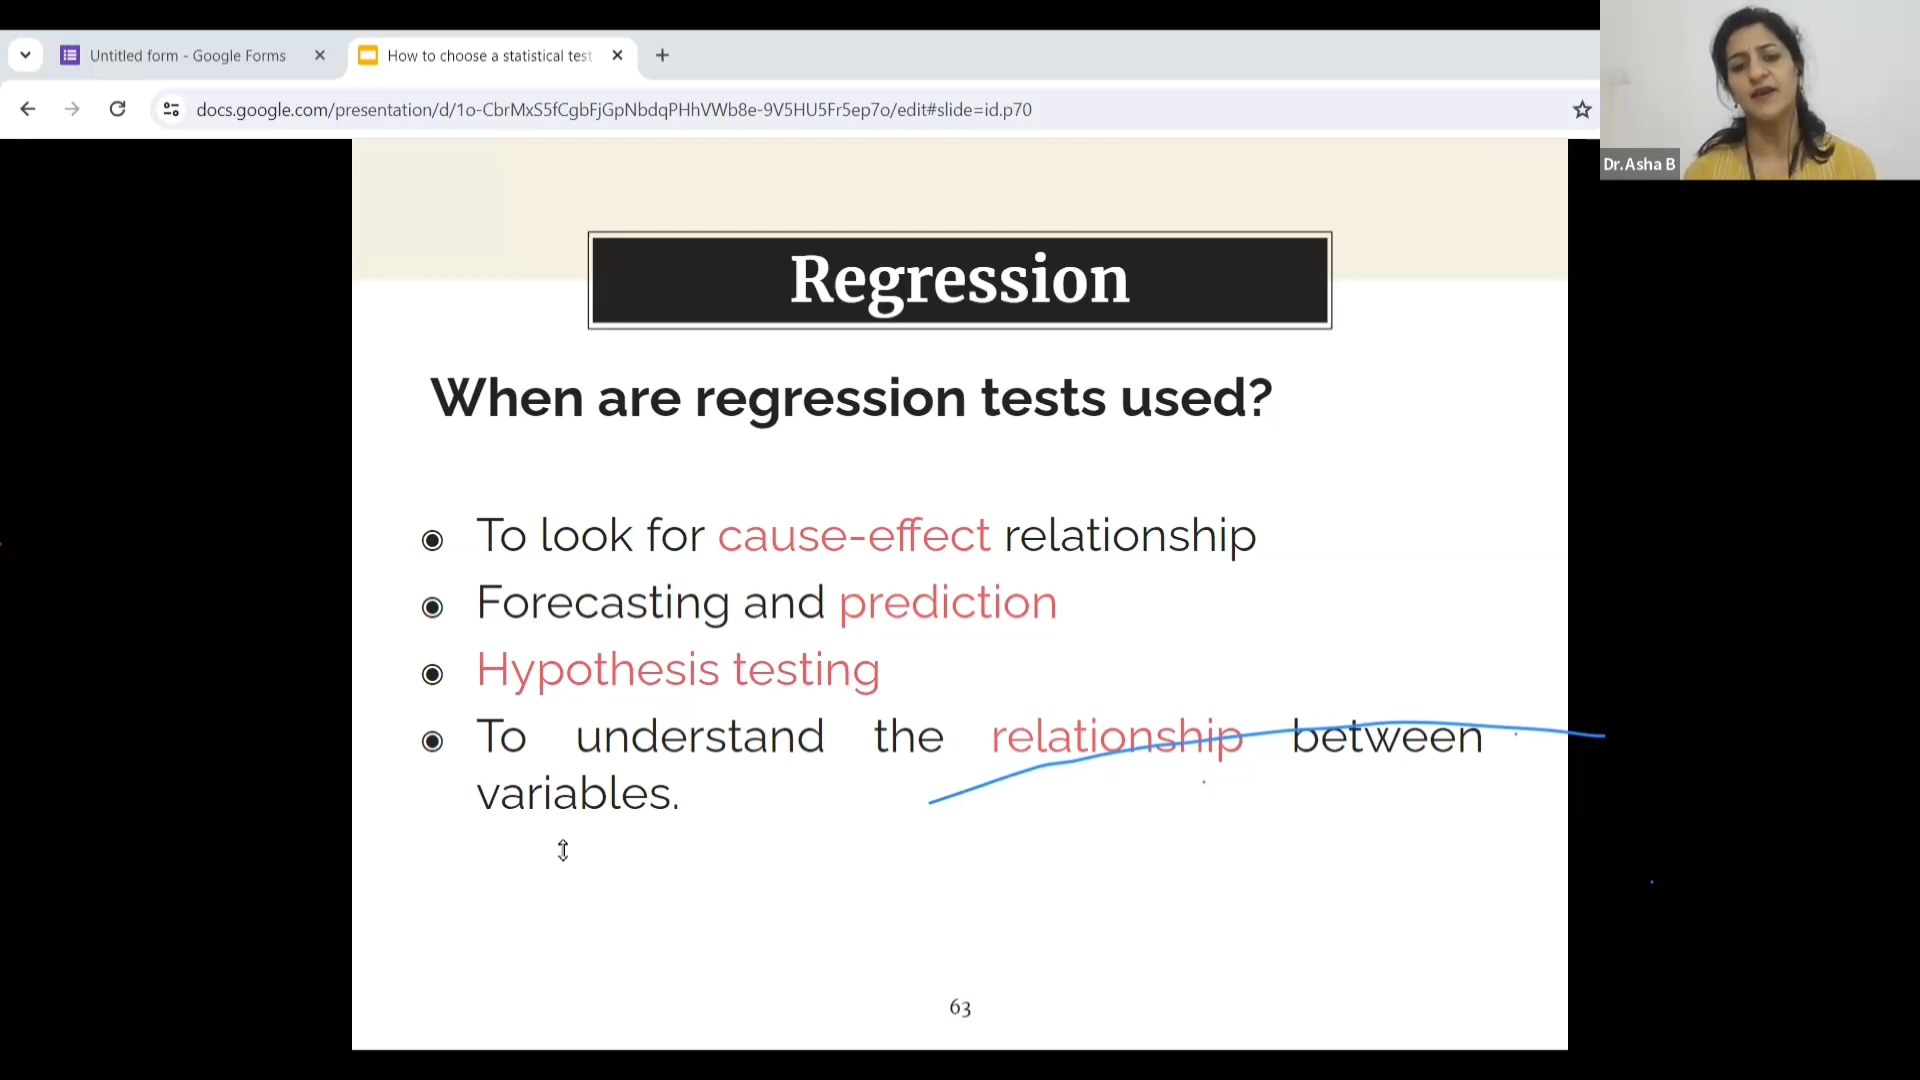 Untitled form - Google Forms
How to choose a statistical test
docs.google.com/presentation/d/1o-CbrMxS5fCgbFjGpNbdqPHhVWb8e-9V5HU5Fr5ep7o/edit#slide=id.p70
Dr.Asha B
Regression
When are regression tests used?
To look for cause-effect relationship
Forecasting and prediction
Hypothesis testing
To understand the relationship between
variables.
63